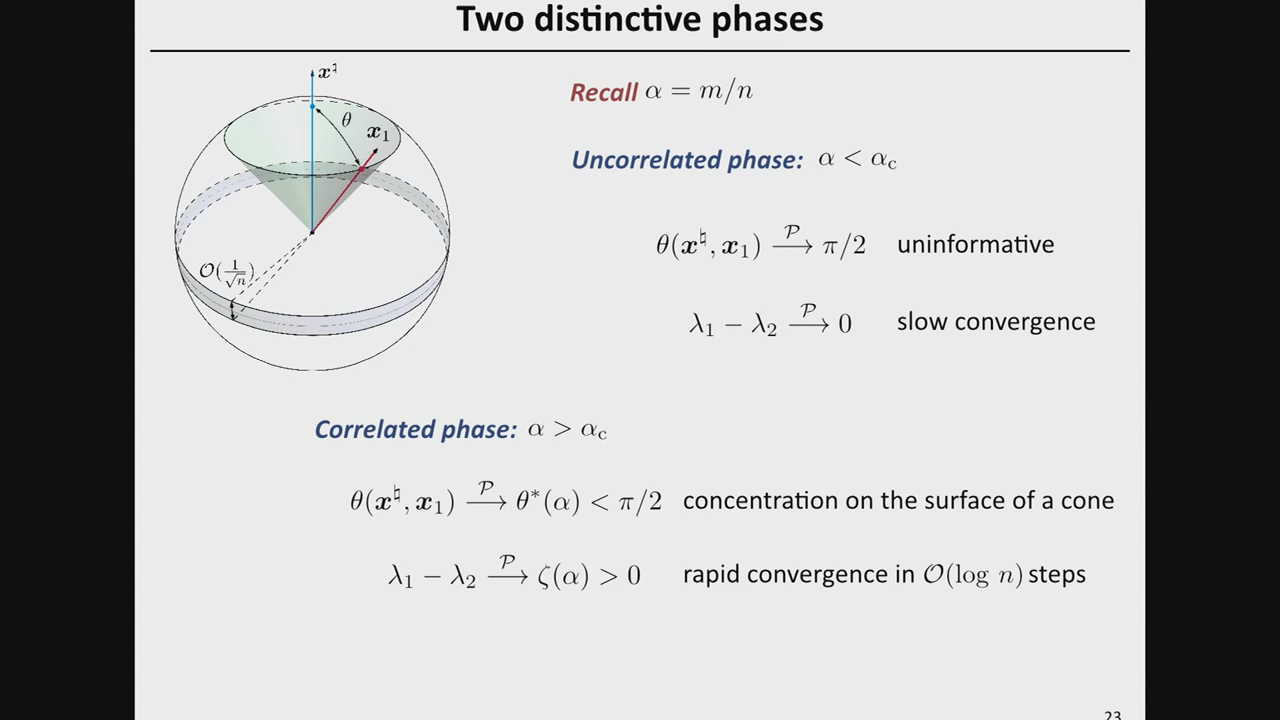 Two distinctive phases
x♮
θ
x₁
O(1/√n)
Recall α = m/n
Uncorrelated phase: α < α_c
θ(x♮, x₁) —P→ π/2 uninformative
λ₁ − λ₂ —P→ 0 slow convergence
Correlated phase: α > α_c
θ(x♮, x₁) —P→ θ*(α) < π/2 concentration on the surface of a cone
λ₁ − λ₂ —P→ ζ(α) > 0 rapid convergence in O(log n) steps
23